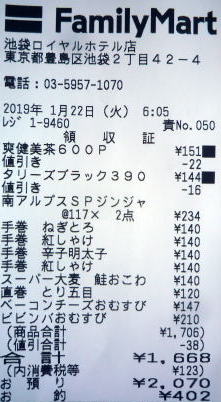 FamilyMart
池袋ロイヤルホテル店
東京都豊島区池袋2丁目42-4
電話:03-5957-1070
2019年 1月22日(火) 6:05
レジ 1-9460 責No.050
領 収 証
爽健美茶600P ¥151■
値引き -22
タリーズブラック390 ¥144■
値引き -16
南アルプスSPジンジャ
@117× 2点 ¥234
手巻 ねぎとろ ¥140
手巻 紅しゃけ ¥140
手巻 辛子明太子 ¥140
手巻 紅しゃけ ¥140
スーパー大麦 鮭おこわ ¥140
直巻 とり五目 ¥120
ベーコンチーズおむすび ¥147
ビビンバおむすび ¥210
(商品合計 ¥1,706)
(値引合計 -38)
合 計 ¥1,668
(内消費税等 ¥123)
お 預 り ¥2,070
お 釣 ¥402